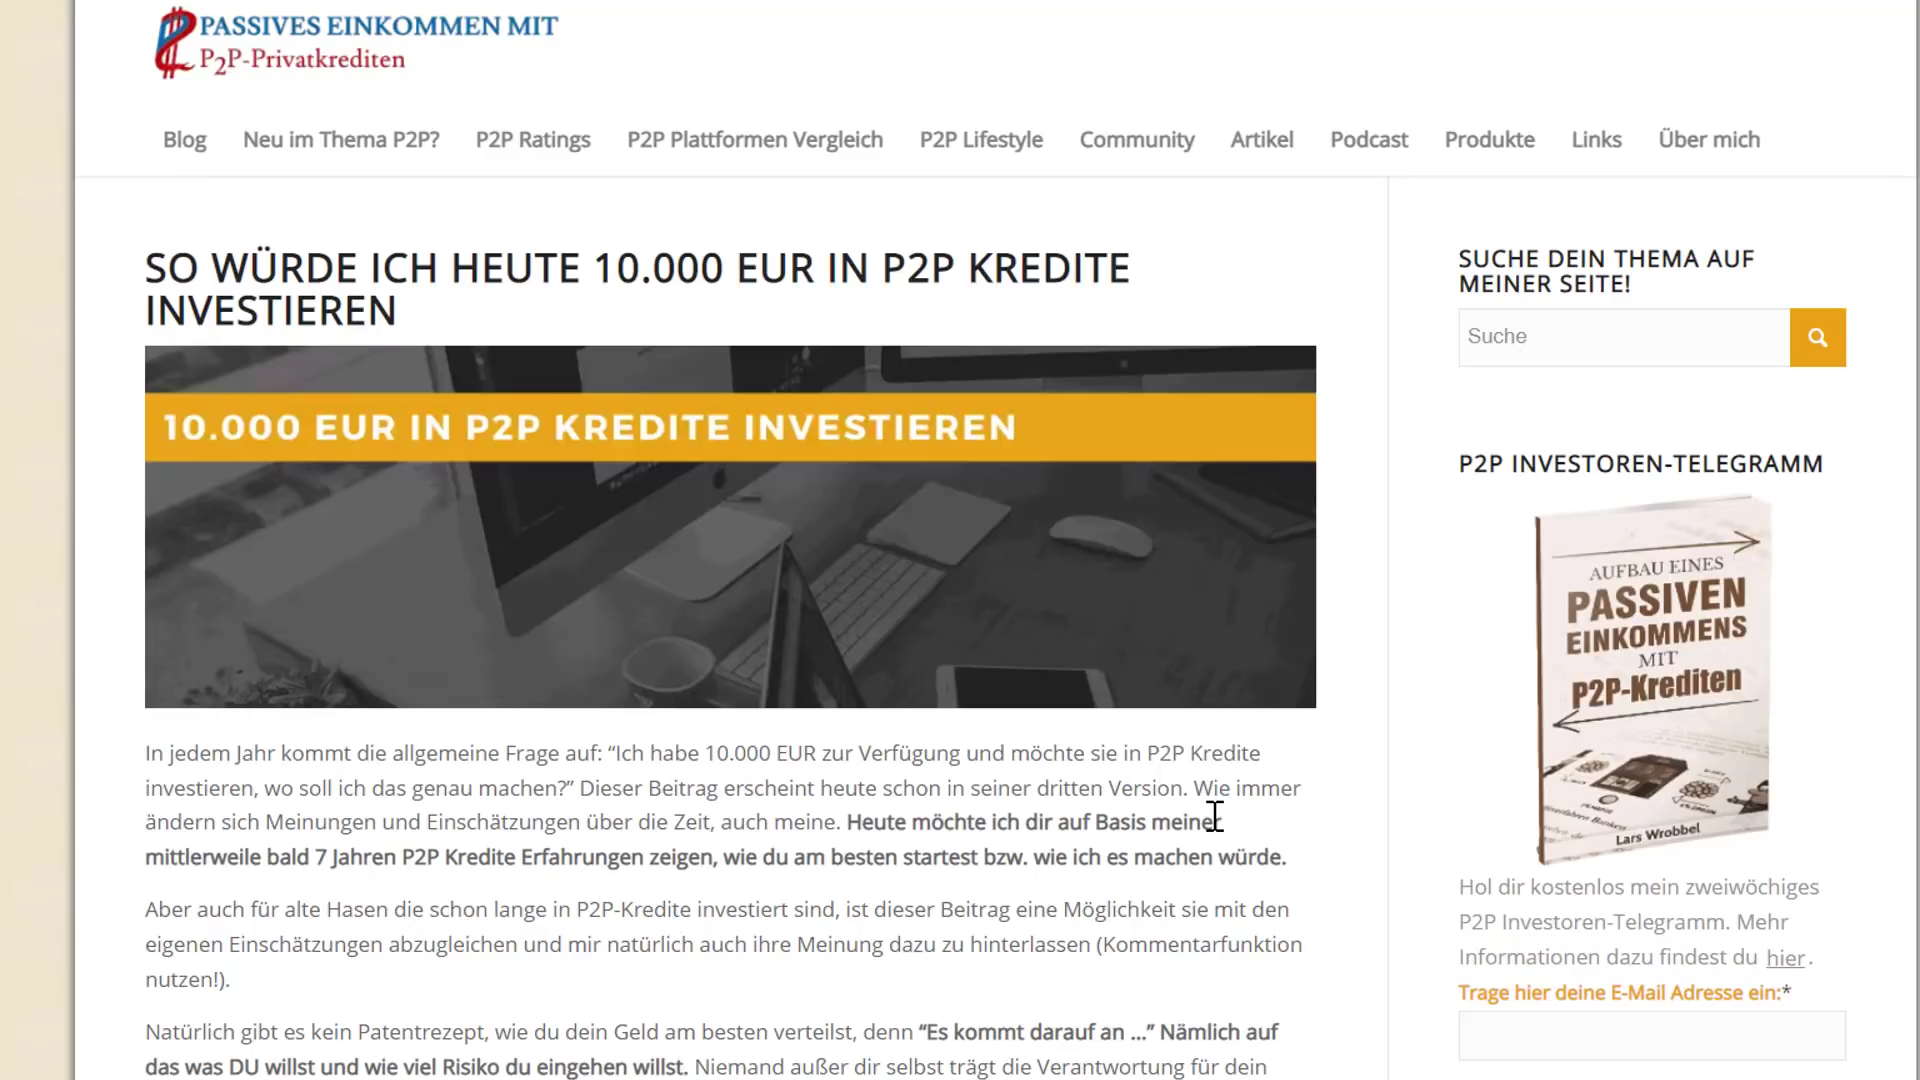 PASSIVES EINKOMMEN MIT
P2P-Privatkrediten
Blog Neu im Thema P2P? P2P Ratings P2P Plattformen Vergleich P2P Lifestyle Community Artikel Podcast Produkte Links Über mich
SO WÜRDE ICH HEUTE 10.000 EUR IN P2P KREDITE
INVESTIEREN
10.000 EUR IN P2P KREDITE INVESTIEREN
In jedem Jahr kommt die allgemeine Frage auf: “Ich habe 10.000 EUR zur Verfügung und möchte sie in P2P Kredite
investieren, wo soll ich das genau machen?” Dieser Beitrag erscheint heute schon in seiner dritten Version. Wie immer
ändern sich Meinungen und Einschätzungen über die Zeit, auch meine. Heute möchte ich dir auf Basis meiner
mittlerweile bald 7 Jahren P2P Kredite Erfahrungen zeigen, wie du am besten startest bzw. wie ich es machen würde.
Aber auch für alte Hasen die schon lange in P2P-Kredite investiert sind, ist dieser Beitrag eine Möglichkeit sie mit den
eigenen Einschätzungen abzugleichen und mir natürlich auch ihre Meinung dazu zu hinterlassen (Kommentarfunktion
nutzen!).
Natürlich gibt es kein Patentrezept, wie du dein Geld am besten verteilst, denn “Es kommt darauf an ...” Nämlich auf
das was DU willst und wie viel Risiko du eingehen willst. Niemand außer dir selbst trägt die Verantwortung für dein
SUCHE DEIN THEMA AUF
MEINER SEITE!
Suche
P2P INVESTOREN-TELEGRAMM
AUFBAU EINES
PASSIVEN
EINKOMMENS
MIT
P2P-Krediten
Lars Wrobbel
Hol dir kostenlos mein zweiwöchiges
P2P Investoren-Telegramm. Mehr
Informationen dazu findest du hier.
Trage hier deine E-Mail Adresse ein:*